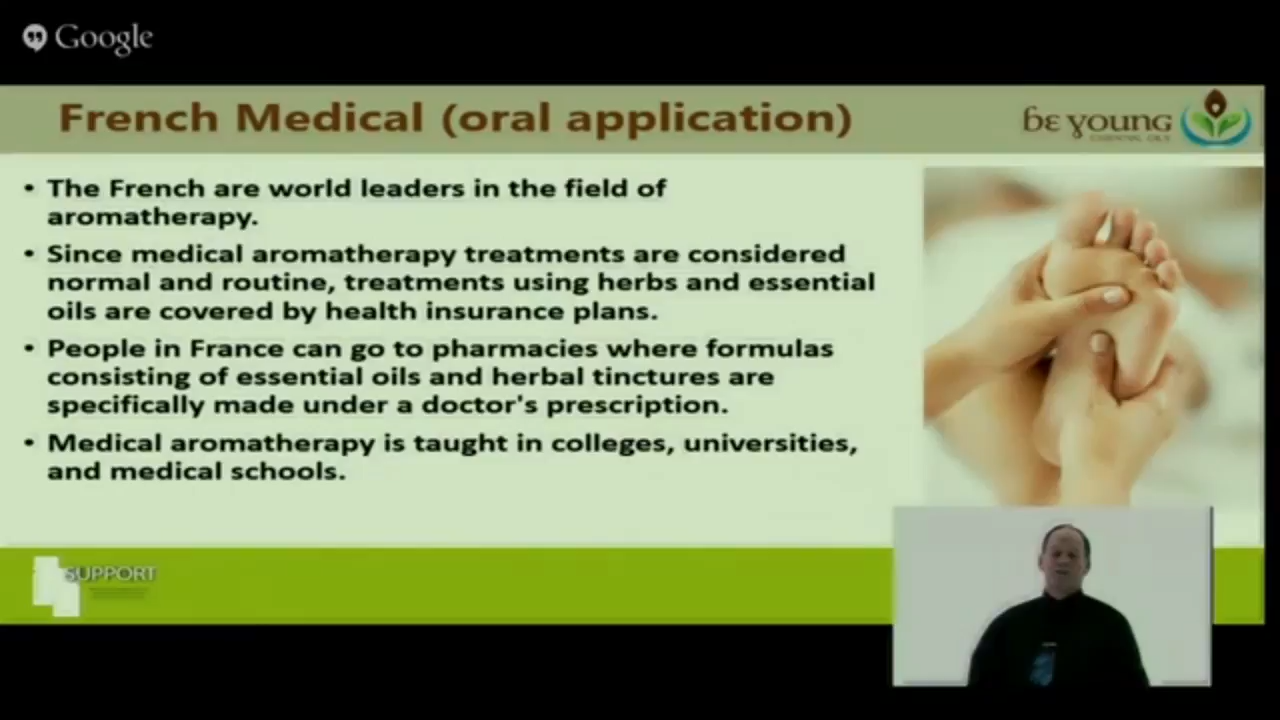 Google
French Medical (oral application)
be young
ESSENTIAL OILS
• The French are world leaders in the field of
aromatherapy.
• Since medical aromatherapy treatments are considered
normal and routine, treatments using herbs and essential
oils are covered by health insurance plans.
• People in France can go to pharmacies where formulas
consisting of essential oils and herbal tinctures are
specifically made under a doctor's prescription.
• Medical aromatherapy is taught in colleges, universities,
and medical schools.
SUPPORT